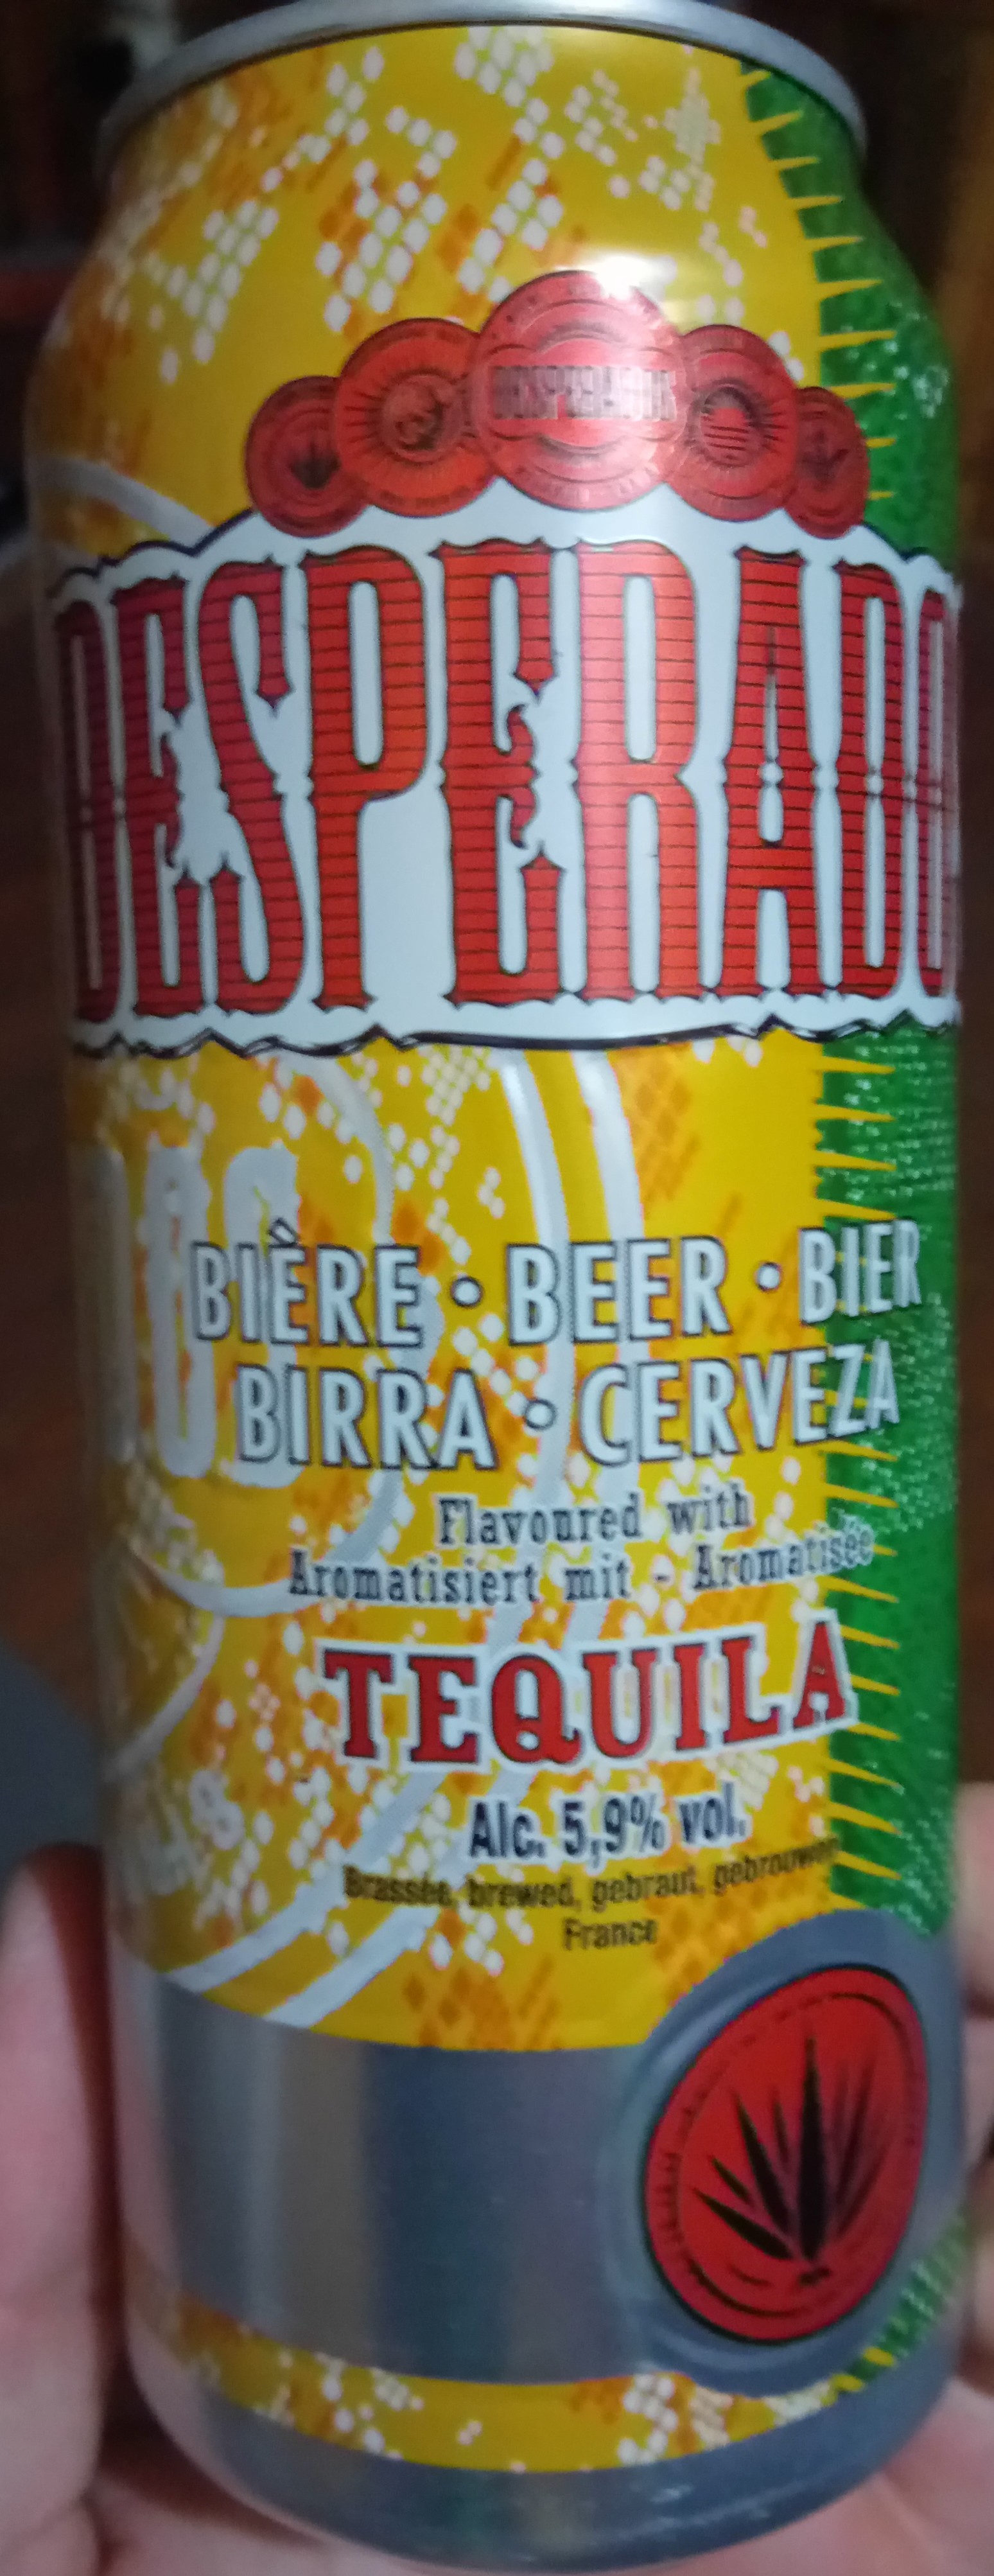 DESPERADOS
DESPERADO
BIÈRE • BEER • BIER
BIRRA • CERVEZA
Flavoured with
Aromatisiert mit - Aromatisée
TEQUILA
Alc. 5,9% vol.
Brassée, brewed, gebraut, gebrouwen
France